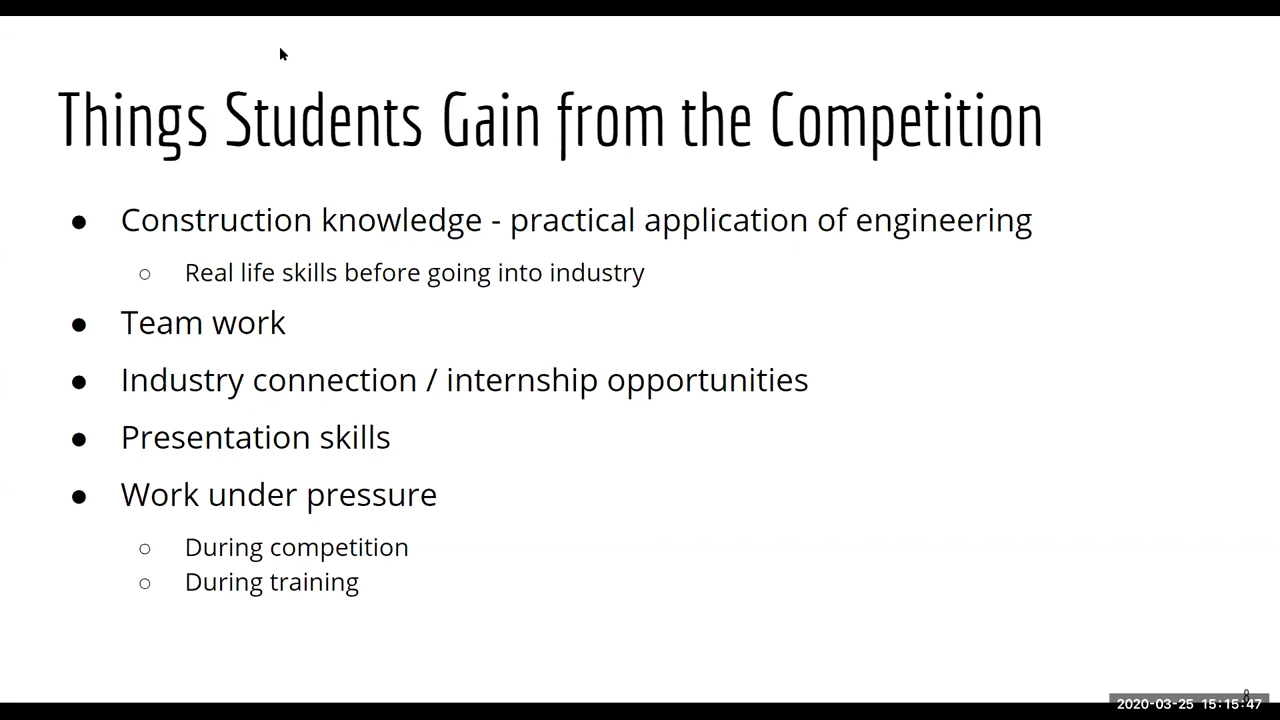 Things Students Gain from the Competition
● Construction knowledge - practical application of engineering
○ Real life skills before going into industry
● Team work
● Industry connection / internship opportunities
● Presentation skills
● Work under pressure
○ During competition
○ During training
8
2020-03-25 15:15:47